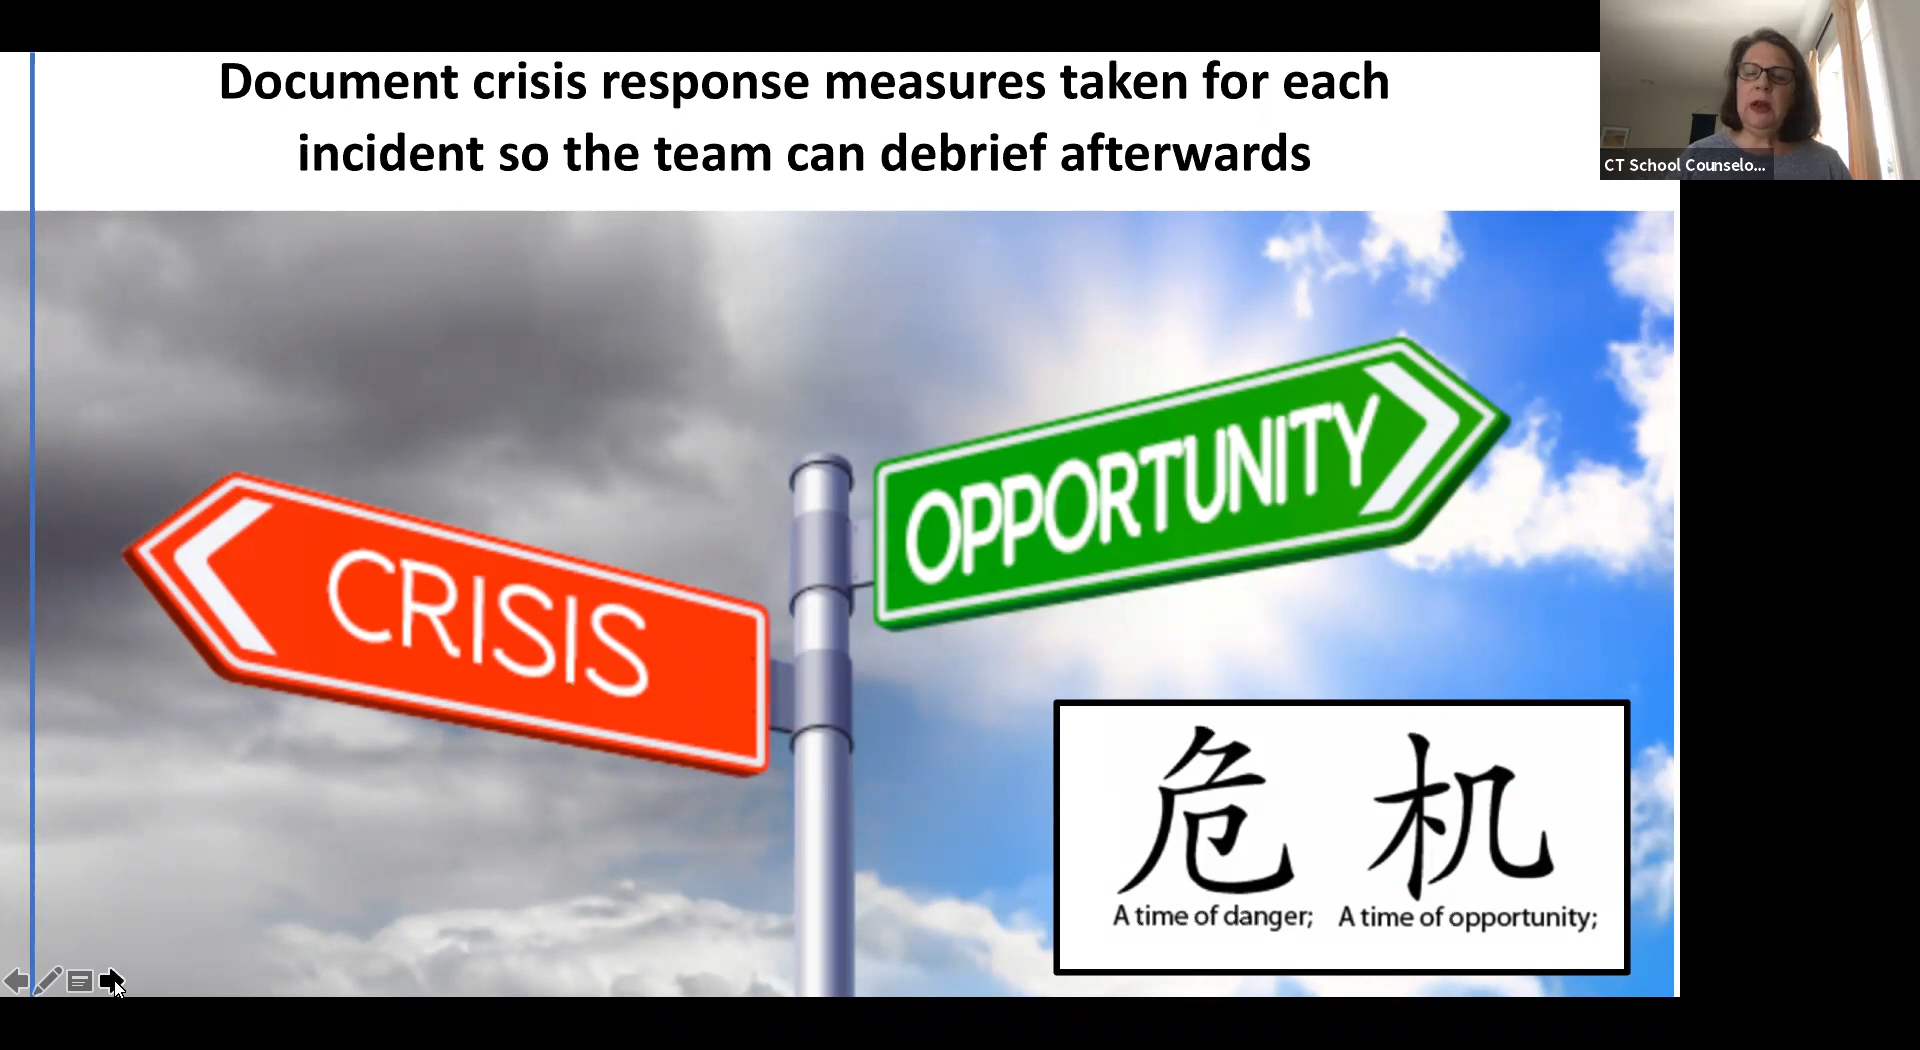 Document crisis response measures taken for each
incident so the team can debrief afterwards
CT School Counselo...
CRISIS
OPPORTUNITY
危 机
A time of danger; A time of opportunity;